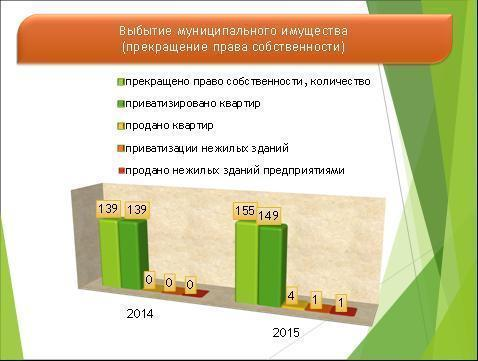 Выбытие муниципального имущества
(прекращение права собственности)
прекращено право собственности, количество
приватизировано квартир
продано квартир
приватизации нежилых зданий
продано нежилых зданий предприятиями
139 139 0 0 0
155 149 4 1 1
2014
2015